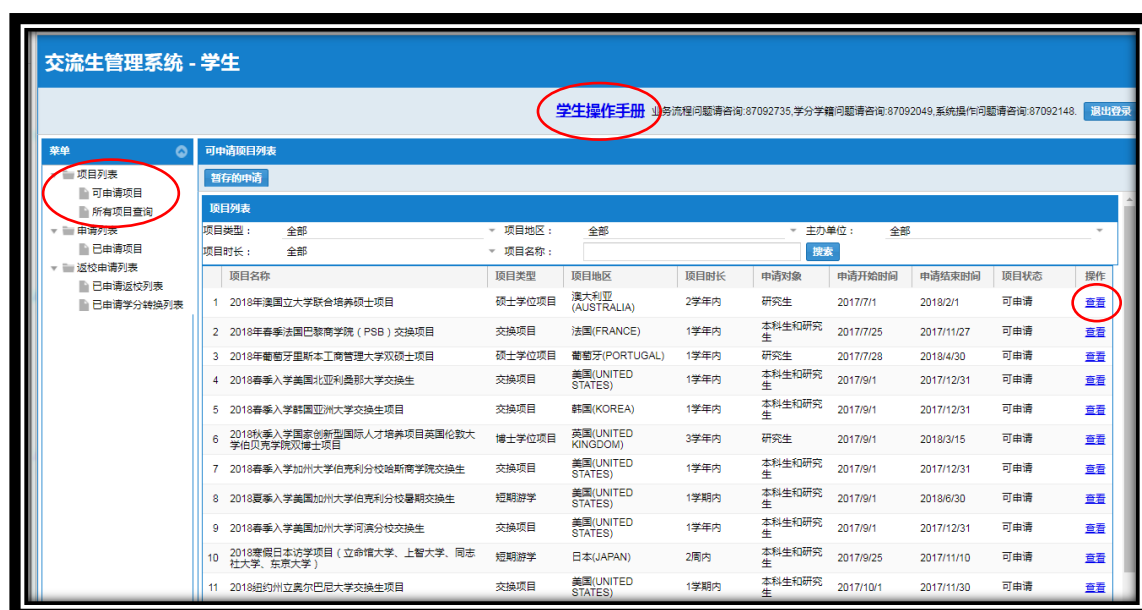 交流生管理系统 - 学生
学生操作手册 业务流程问题请咨询:87092735,学分学籍问题请咨询:87092049,系统操作问题请咨询:87092148. 退出登录
菜单
项目列表
可申请项目
所有项目查询
申请列表
已申请项目
返校申请列表
已申请返校列表
已申请学分转换列表
可申请项目列表
暂存的申请
项目列表
项目类型： 全部 项目地区： 全部 主办单位： 全部
项目时长： 全部 项目名称： 搜索
项目名称 项目类型 项目地区 项目时长 申请对象 申请开始时间 申请结束时间 项目状态 操作
1 2018年澳国立大学联合培养硕士项目 硕士学位项目 澳大利亚(AUSTRALIA) 2学年内 研究生 2017/7/1 2018/2/1 可申请 查看
2 2018年春季法国巴黎商学院（PSB）交换项目 交换项目 法国(FRANCE) 1学年内 本科生和研究生 2017/7/25 2017/11/27 可申请 查看
3 2018年葡萄牙里斯本工商管理大学双硕士项目 硕士学位项目 葡萄牙(PORTUGAL) 1学年内 研究生 2017/7/28 2018/4/30 可申请 查看
4 2018春季入学美国北亚利桑那大学交换生 交换项目 美国(UNITED STATES) 1学年内 本科生和研究生 2017/9/1 2017/12/31 可申请 查看
5 2018春季入学韩国亚洲大学交换生项目 交换项目 韩国(KOREA) 1学年内 本科生和研究生 2017/9/1 2017/12/31 可申请 查看
6 2018秋季入学国家创新型国际人才培养项目英国伦敦大学伯贝克学院双博士项目 博士学位项目 英国(UNITED KINGDOM) 3学年内 研究生 2017/9/1 2018/3/15 可申请 查看
7 2018春季入学加州大学伯克利分校哈斯商学院交换生 交换项目 美国(UNITED STATES) 1学年内 本科生和研究生 2017/9/1 2017/12/31 可申请 查看
8 2018夏季入学美国加州大学伯克利分校暑期交换生 短期游学 美国(UNITED STATES) 1学期内 本科生和研究生 2017/9/1 2018/6/30 可申请 查看
9 2018春季入学美国加州大学河滨分校交换生 交换项目 美国(UNITED STATES) 1学年内 本科生和研究生 2017/9/1 2017/12/31 可申请 查看
10 2018寒假日本访学项目（立命馆大学、上智大学、同志社大学、东京大学） 短期游学 日本(JAPAN) 2周内 本科生和研究生 2017/9/25 2017/11/10 可申请 查看
11 2018纽约州立奥尔巴尼大学交换生项目 交换项目 美国(UNITED STATES) 1学期内 本科生和研究生 2017/10/1 2017/11/30 可申请 查看